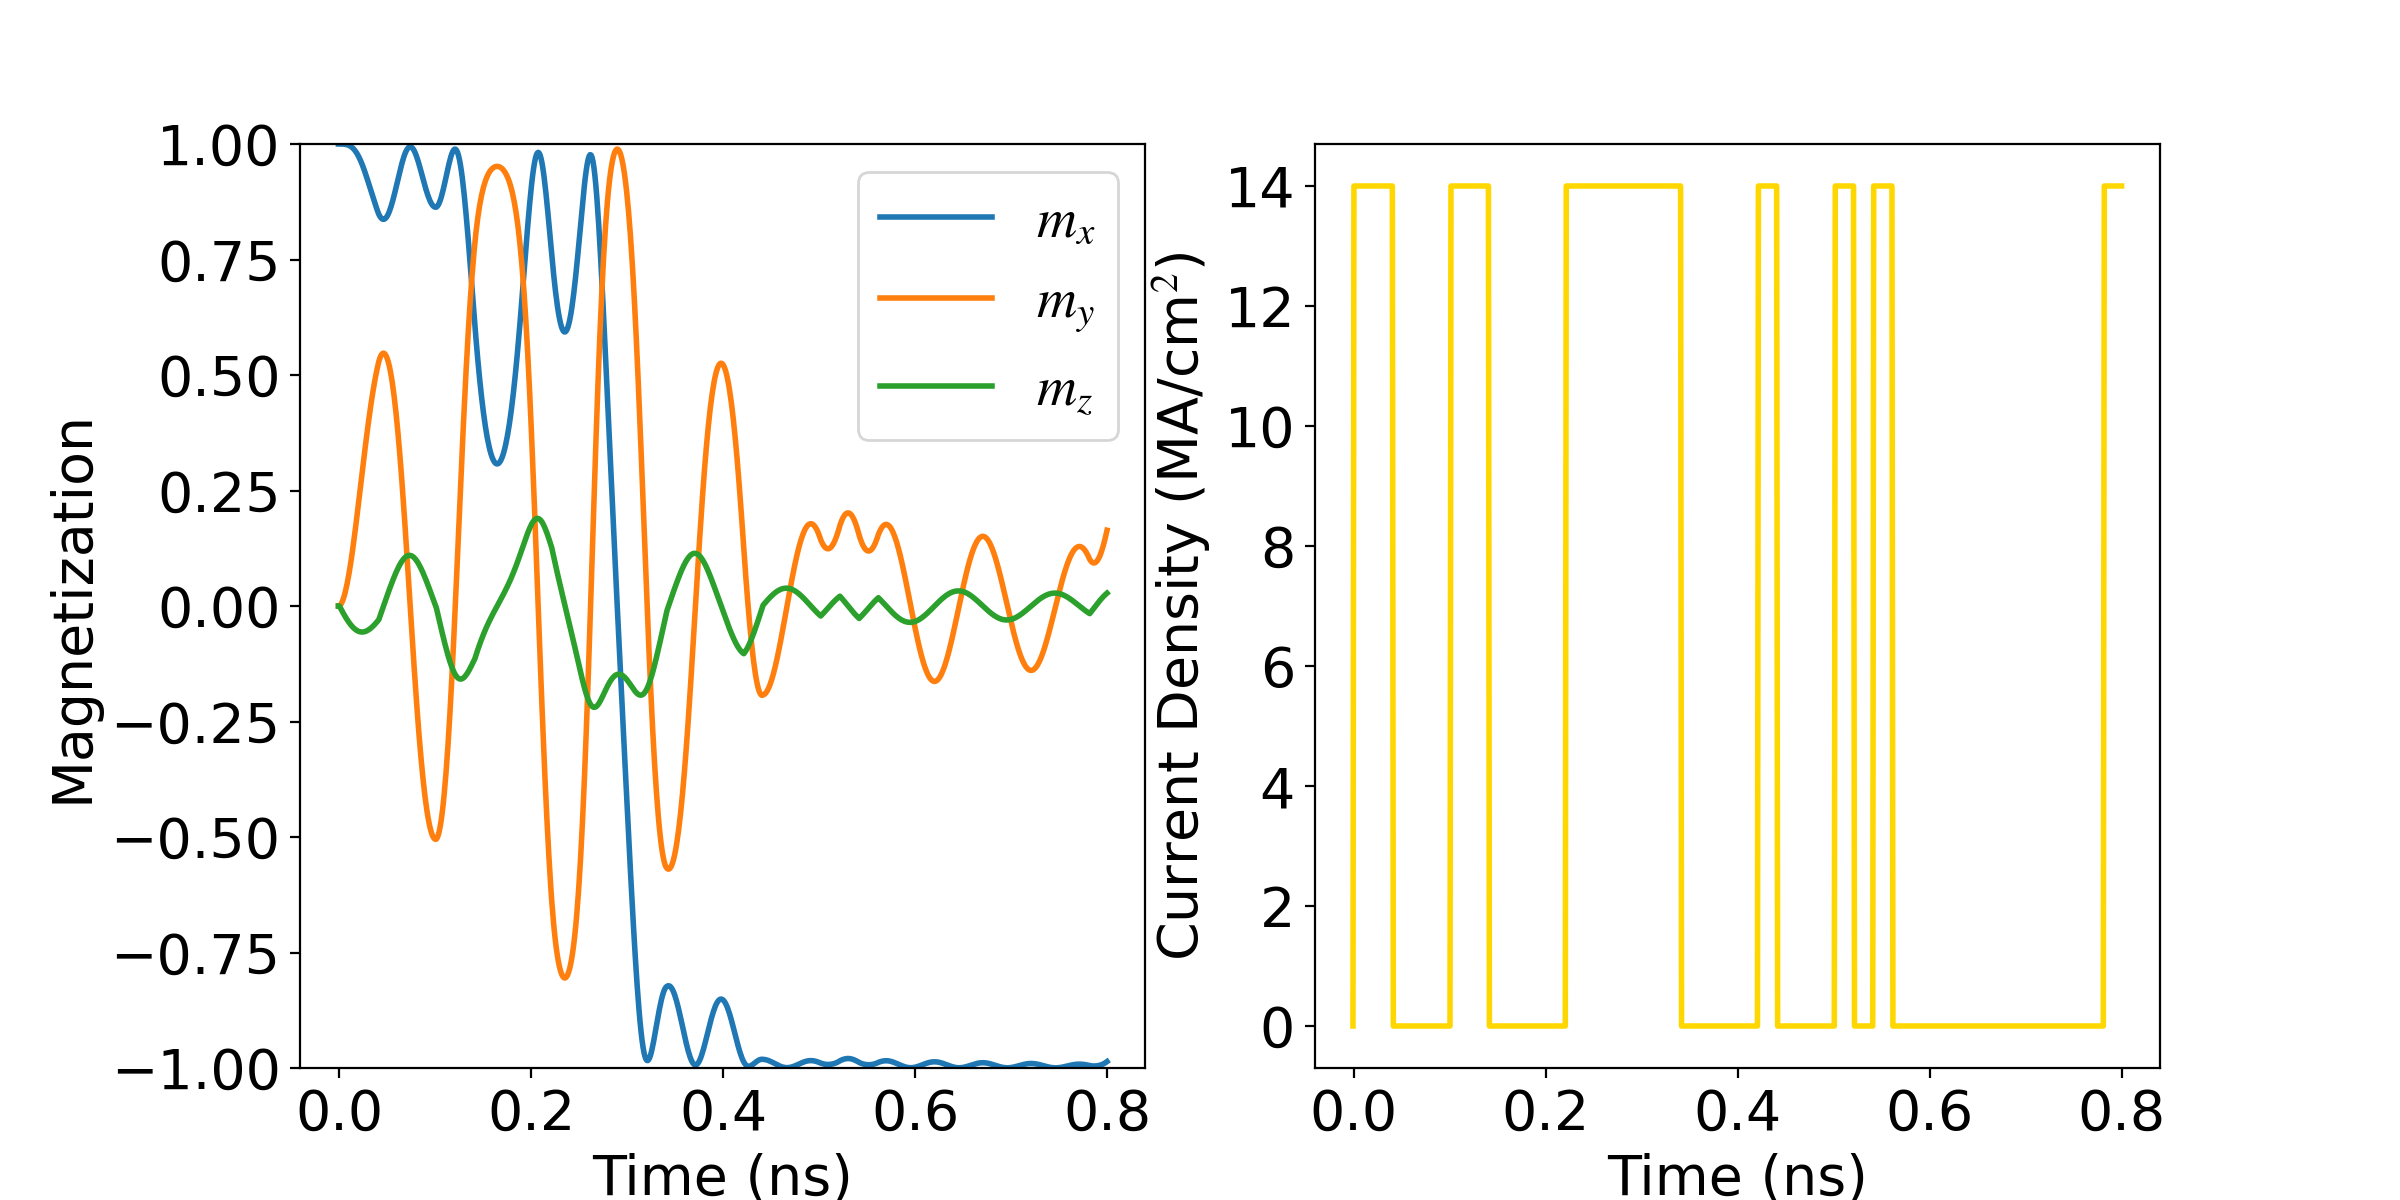 Magnetization
1.00
0.75
0.50
0.25
0.00
−0.25
−0.50
−0.75
−1.00
0.0 0.2 0.4 0.6 0.8
Time (ns)
m_x
m_y
m_z
Current Density (MA/cm²)
14
12
10
8
6
4
2
0
0.0 0.2 0.4 0.6 0.8
Time (ns)